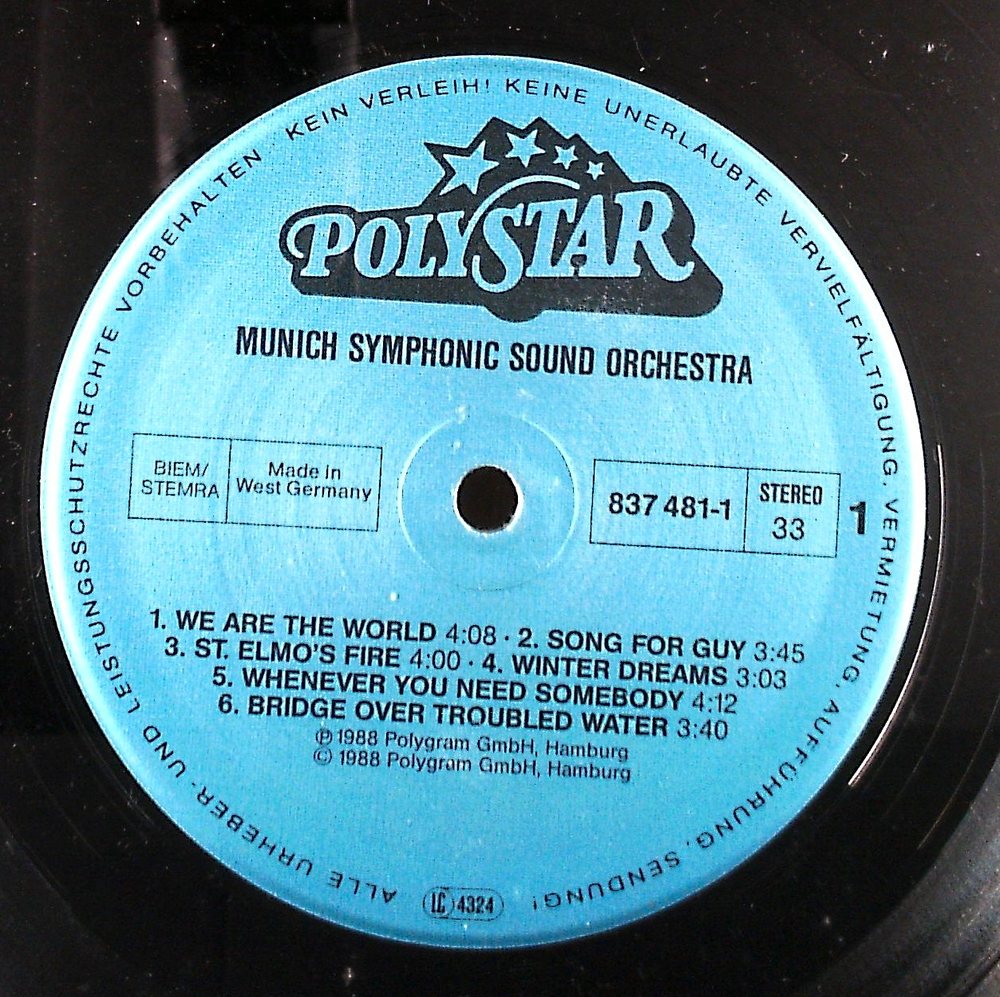 ALLE URHEBER- UND LEISTUNGSSCHUTZRECHTE VORBEHALTEN · KEIN VERLEIH! KEINE UNERLAUBTE VERVIELFÄLTIGUNG, VERMIETUNG, AUFFÜHRUNG, SENDUNG!
POLYSTAR
MUNICH SYMPHONIC SOUND ORCHESTRA
BIEM/
STEMRA
Made in
West Germany
837 481-1
STEREO
33
1
1. WE ARE THE WORLD 4:08 · 2. SONG FOR GUY 3:45
3. ST. ELMO'S FIRE 4:00 · 4. WINTER DREAMS 3:03
5. WHENEVER YOU NEED SOMEBODY 4:12
6. BRIDGE OVER TROUBLED WATER 3:40
℗ 1988 Polygram GmbH, Hamburg
© 1988 Polygram GmbH, Hamburg
LC 4324